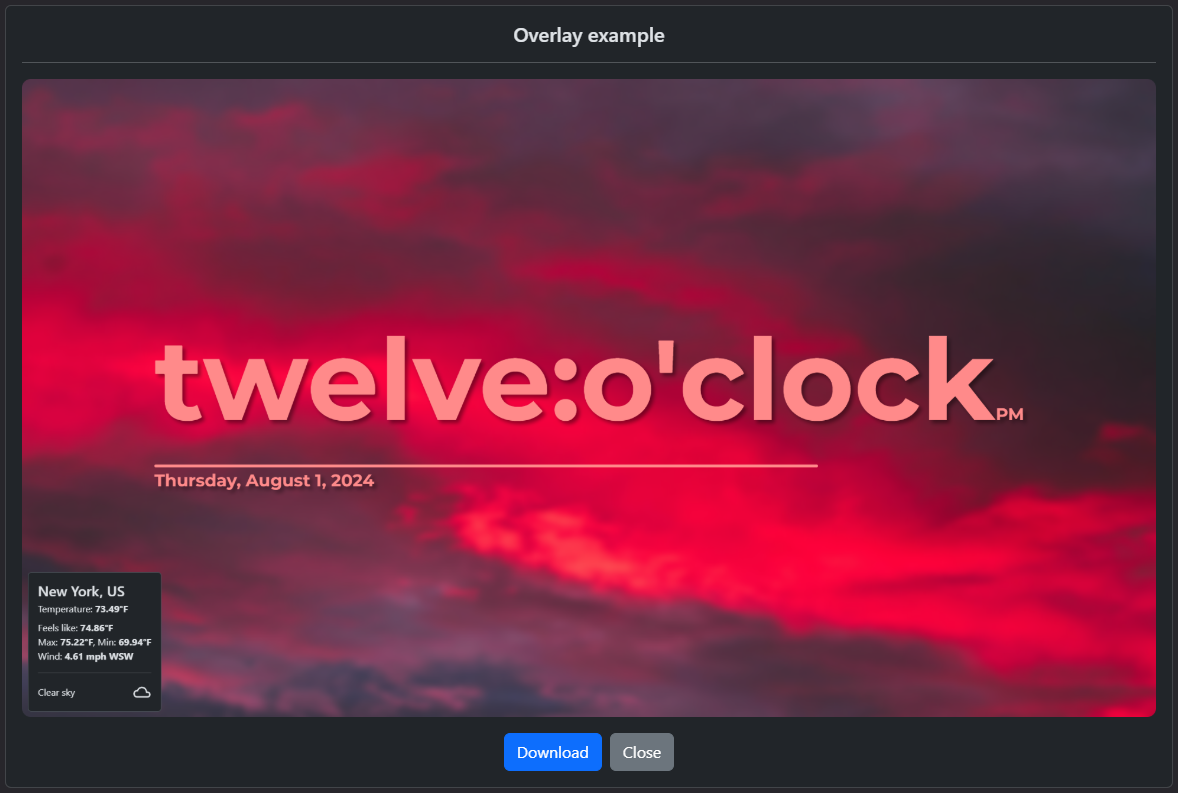 Overlay example
twelve:o'clock PM
Thursday, August 1, 2024
New York, US
Temperature: 73.49°F
Feels like: 74.86°F
Max: 75.22°F, Min: 69.94°F
Wind: 4.61 mph WSW
Clear sky
Download Close